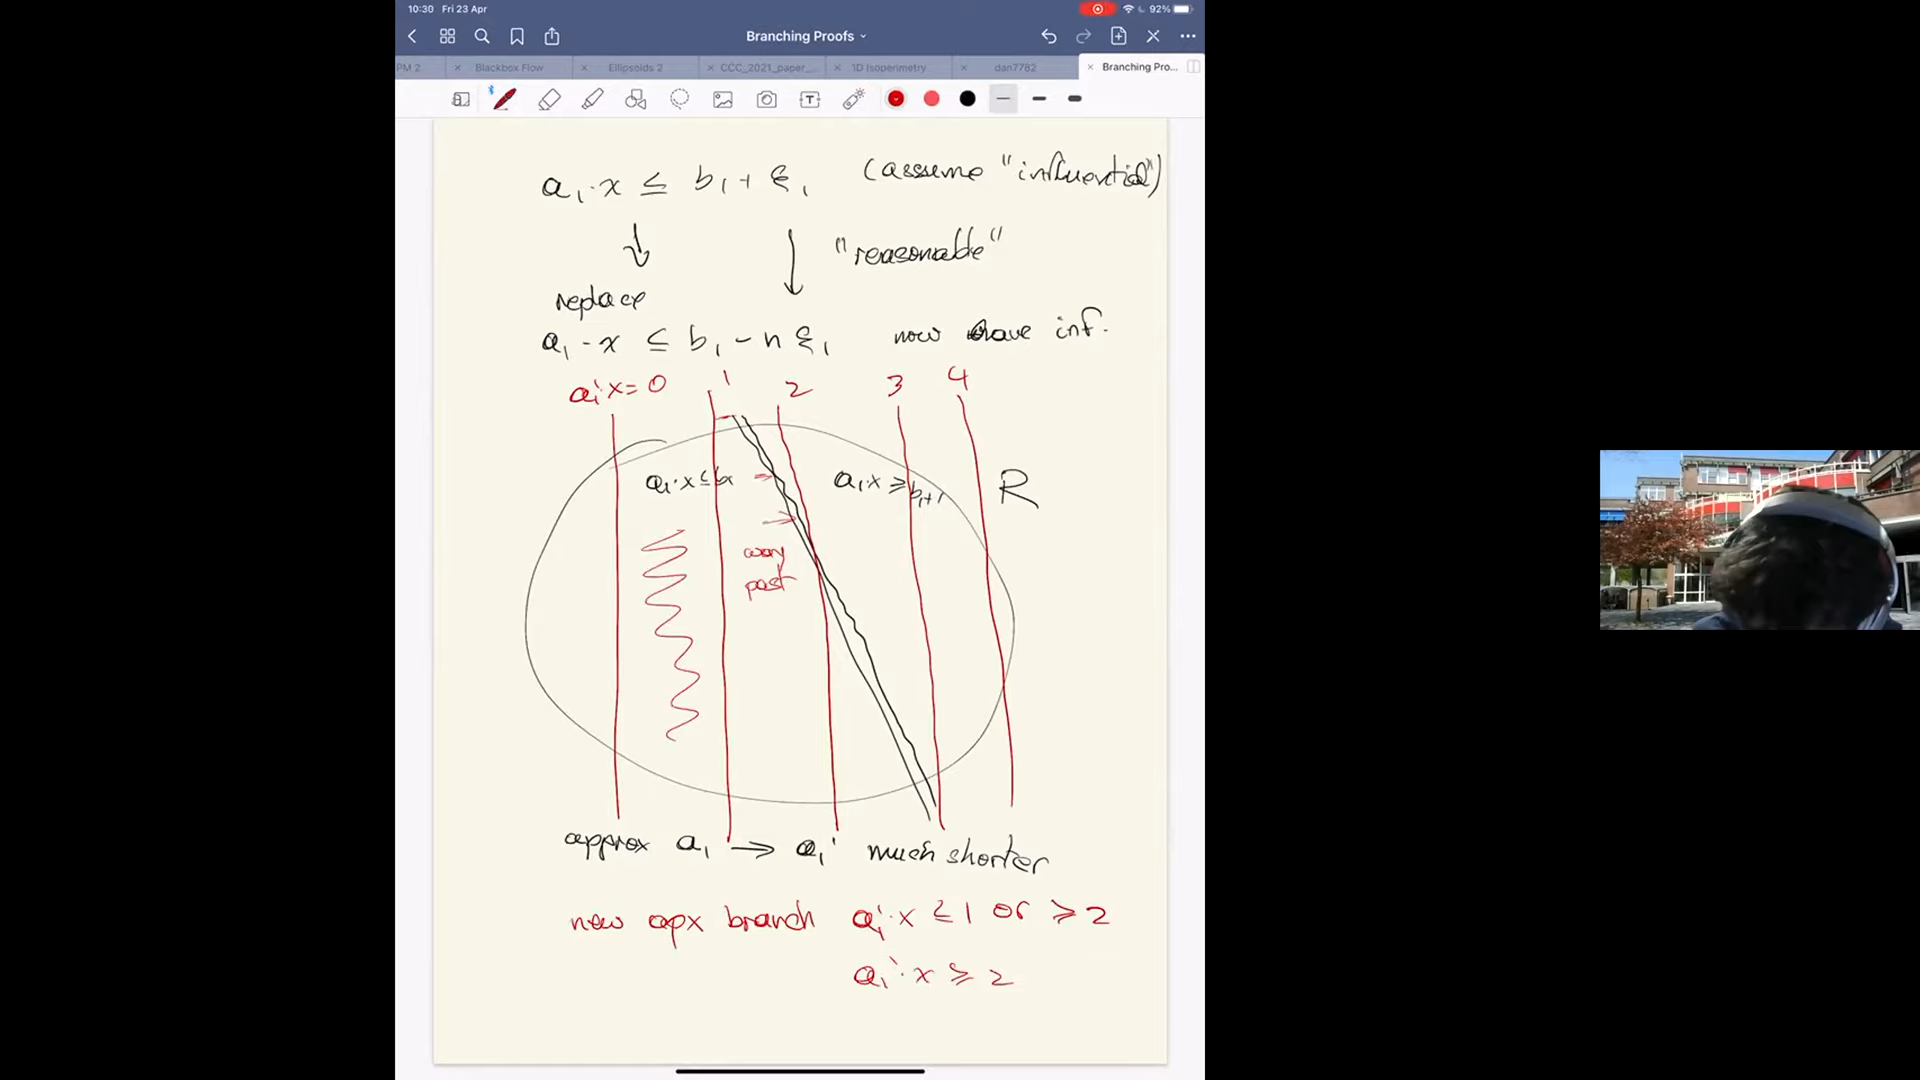 10:30 Fri 23 Apr 92%
Branching Proofs
PM 2 Blackbox Flow Ellipsoids 2 CCC_2021_paper_... 1D Isoperimetry dan7782 Branching Pro...
a₁·x ≤ b₁ + ε₁ (assume "influential")
"reasonable"
replace
a₁·x ≤ b₁ - n ε₁ now have inf.
a₁'·x = 0 1 2 3 4
a₁·x ≤ b₁ a₁x ≥ b₁+1 R
way
past
approx a₁ → a₁' much shorter
new apx branch a₁'·x ≤ 1 or ≥ 2
a₁'·x ≥ 2